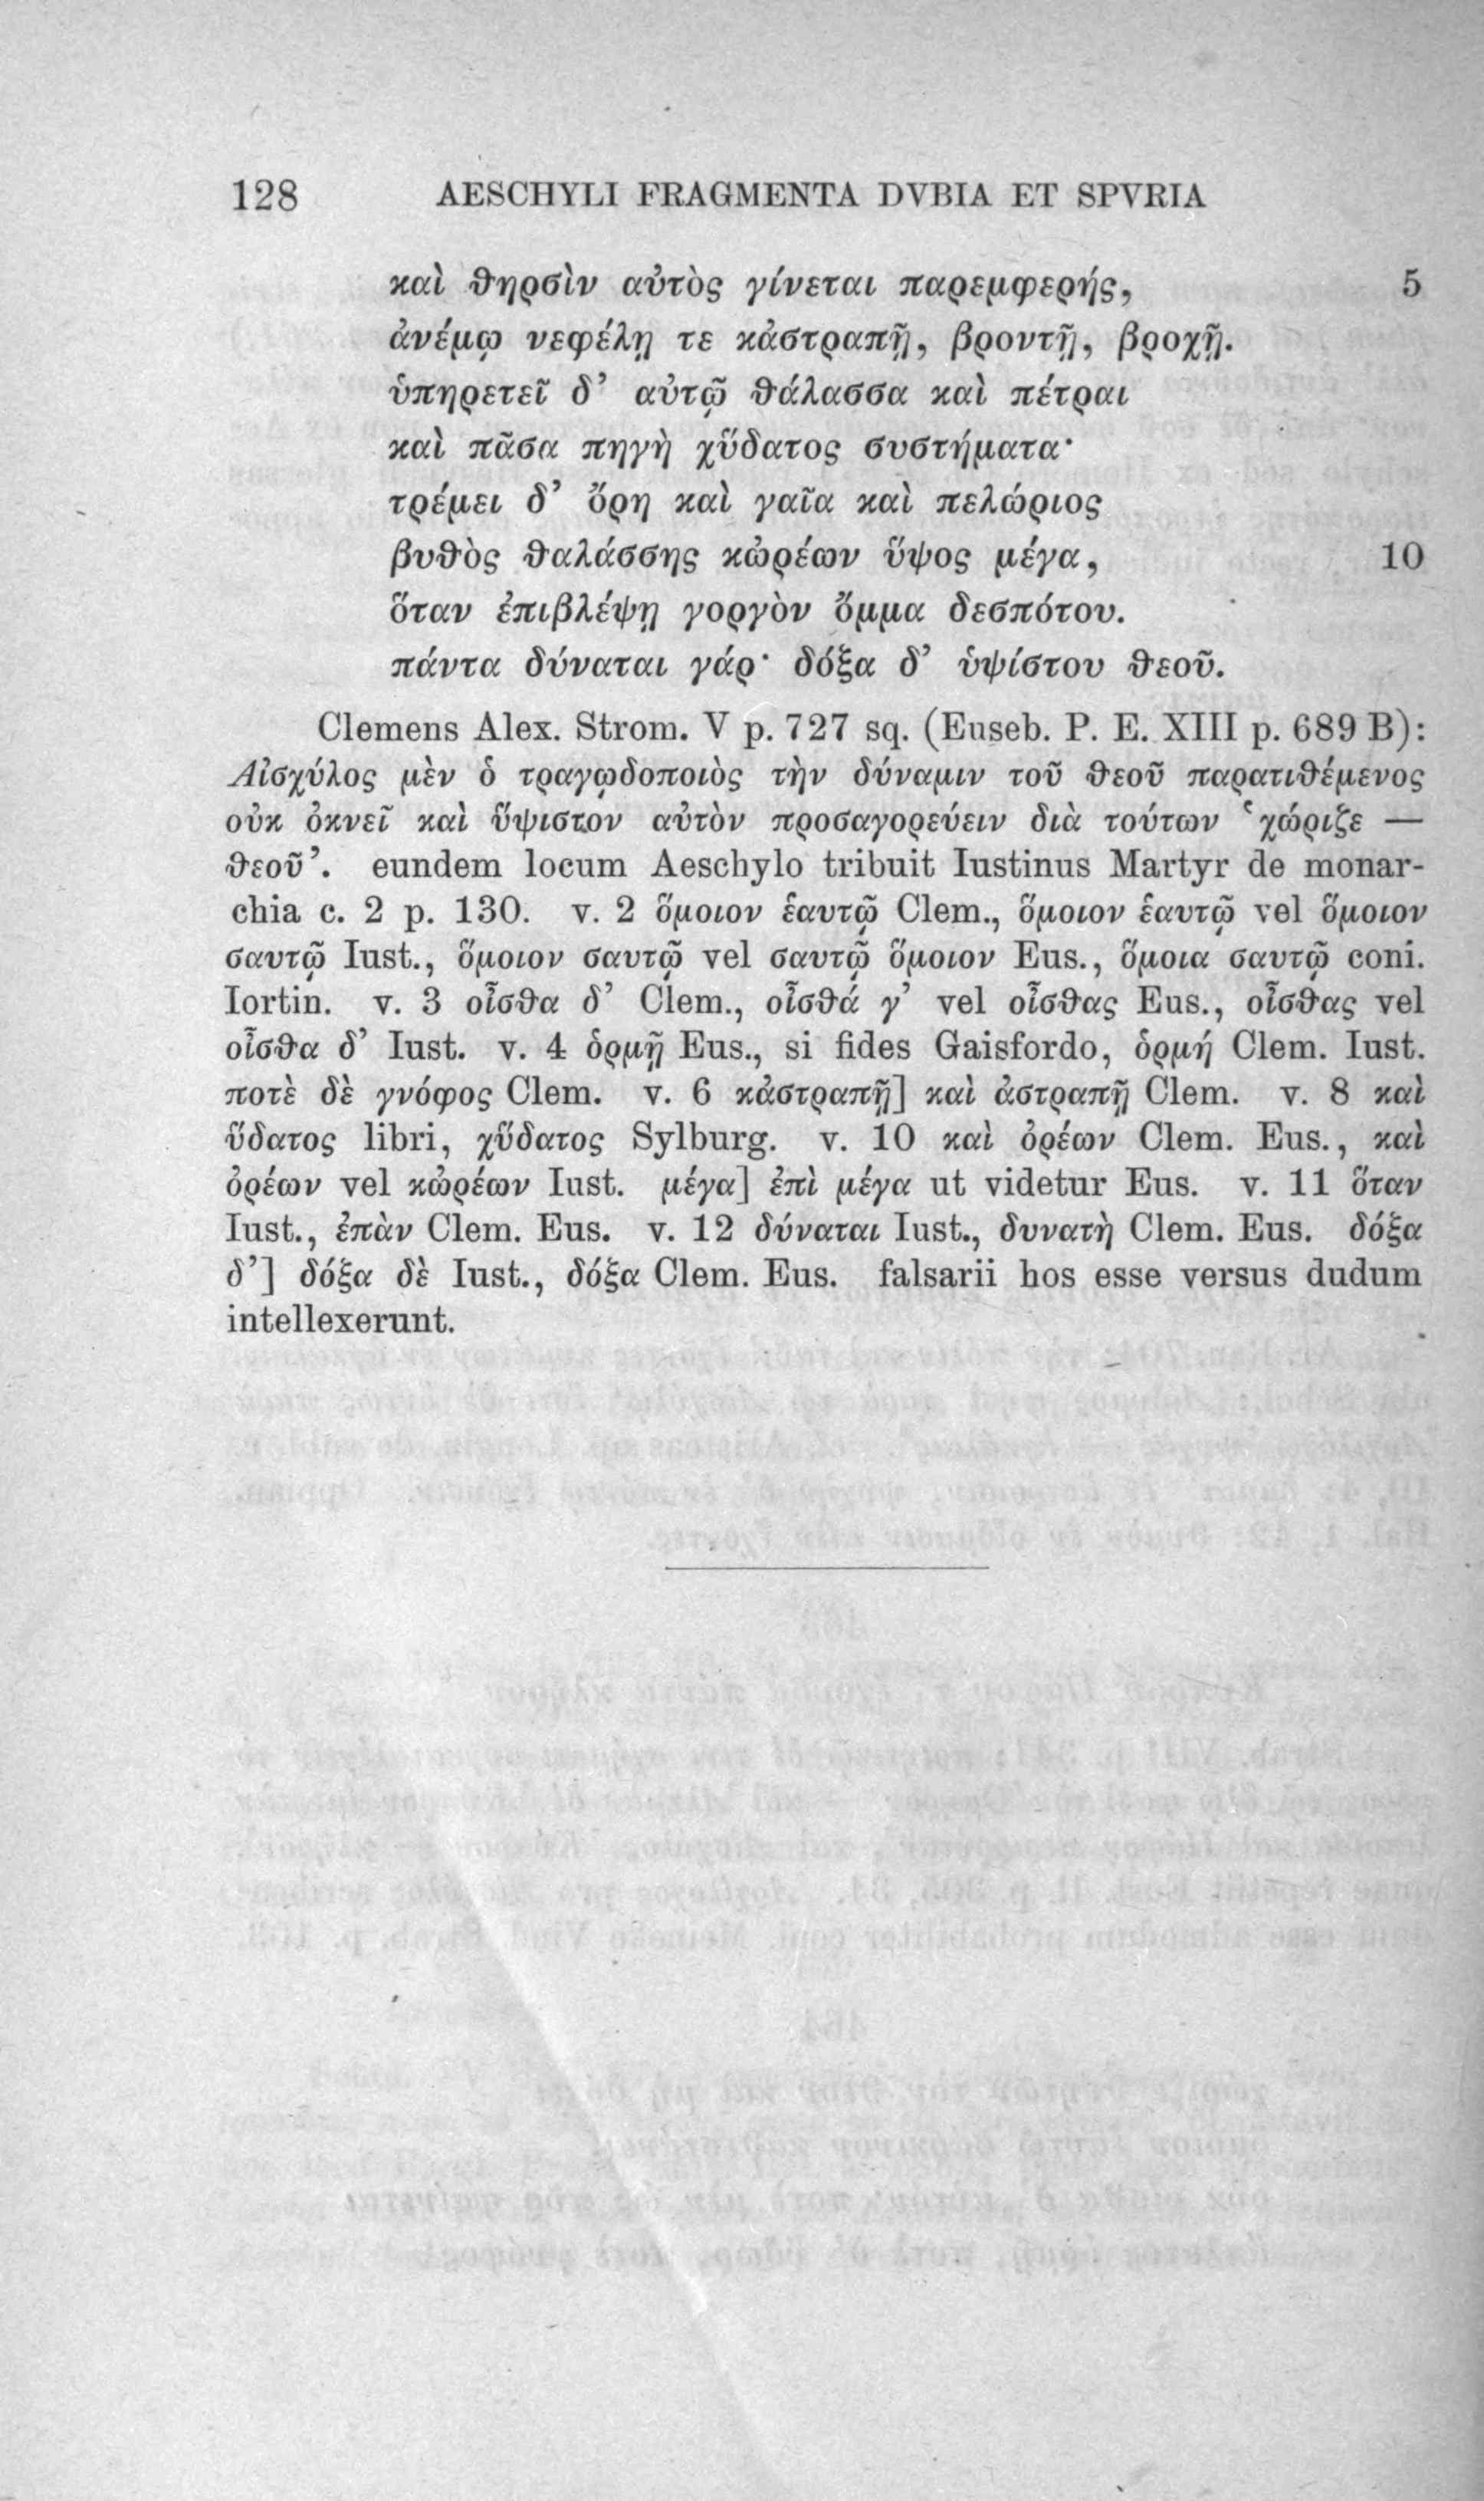 128 AESCHYLI FRAGMENTA DVBIA ET SPVRIA
καὶ θηρσὶν αὐτὸς γίνεται παρεμφερής, 5
ἀνέμῳ νεφέλῃ τε κἀστραπῇ, βροντῇ, βροχῇ.
ὑπηρετεῖ δ’ αὐτῷ θάλασσα καὶ πέτραι
καὶ πᾶσα πηγὴ χὔδατος συστήματα·
τρέμει δ’ ὄρη καὶ γαῖα καὶ πελώριος
βυθὸς θαλάσσης κὠρέων ὕψος μέγα, 10
ὅταν ἐπιβλέψῃ γοργὸν ὄμμα δεσπότου.
πάντα δύναται γάρ· δόξα δ’ ὑψίστου θεοῦ.
Clemens Alex. Strom. V p. 727 sq. (Euseb. P. E. XIII p. 689 B):
Αἰσχύλος μὲν ὁ τραγῳδοποιὸς τὴν δύναμιν τοῦ θεοῦ παρατιθέμενος
οὐκ ὀκνεῖ καὶ ὕψιστον αὐτὸν προσαγορεύειν διὰ τούτων ‘χώριζε —
θεοῦ’. eundem locum Aeschylo tribuit Iustinus Martyr de monar-
chia c. 2 p. 130. v. 2 ὅμοιον ἑαυτῷ Clem., ὅμοιον ἑαυτῷ vel ὅμοιον
σαυτῷ Iust., ὅμοιον σαυτῷ vel σαυτῷ ὅμοιον Eus., ὅμοια σαυτῷ coni.
Iortin. v. 3 οἶσθα δ’ Clem., οἶσθά γ’ vel οἶσθας Eus., οἶσθας vel
οἶσθα δ’ Iust. v. 4 ὁρμῇ Eus., si fides Gaisfordo, ὁρμή Clem. Iust.
ποτὲ δὲ γνόφος Clem. v. 6 κἀστραπῇ] καὶ ἀστραπῇ Clem. v. 8 καὶ
ὕδατος libri, χὔδατος Sylburg. v. 10 καὶ ὀρέων Clem. Eus., καὶ
ὀρέων vel κὠρέων Iust. μέγα] ἐπὶ μέγα ut videtur Eus. v. 11 ὅταν
Iust., ἐπὰν Clem. Eus. v. 12 δύναται Iust., δυνατὴ Clem. Eus. δόξα
δ’] δόξα δὲ Iust., δόξα Clem. Eus. falsarii hos esse versus dudum
intellexerunt.